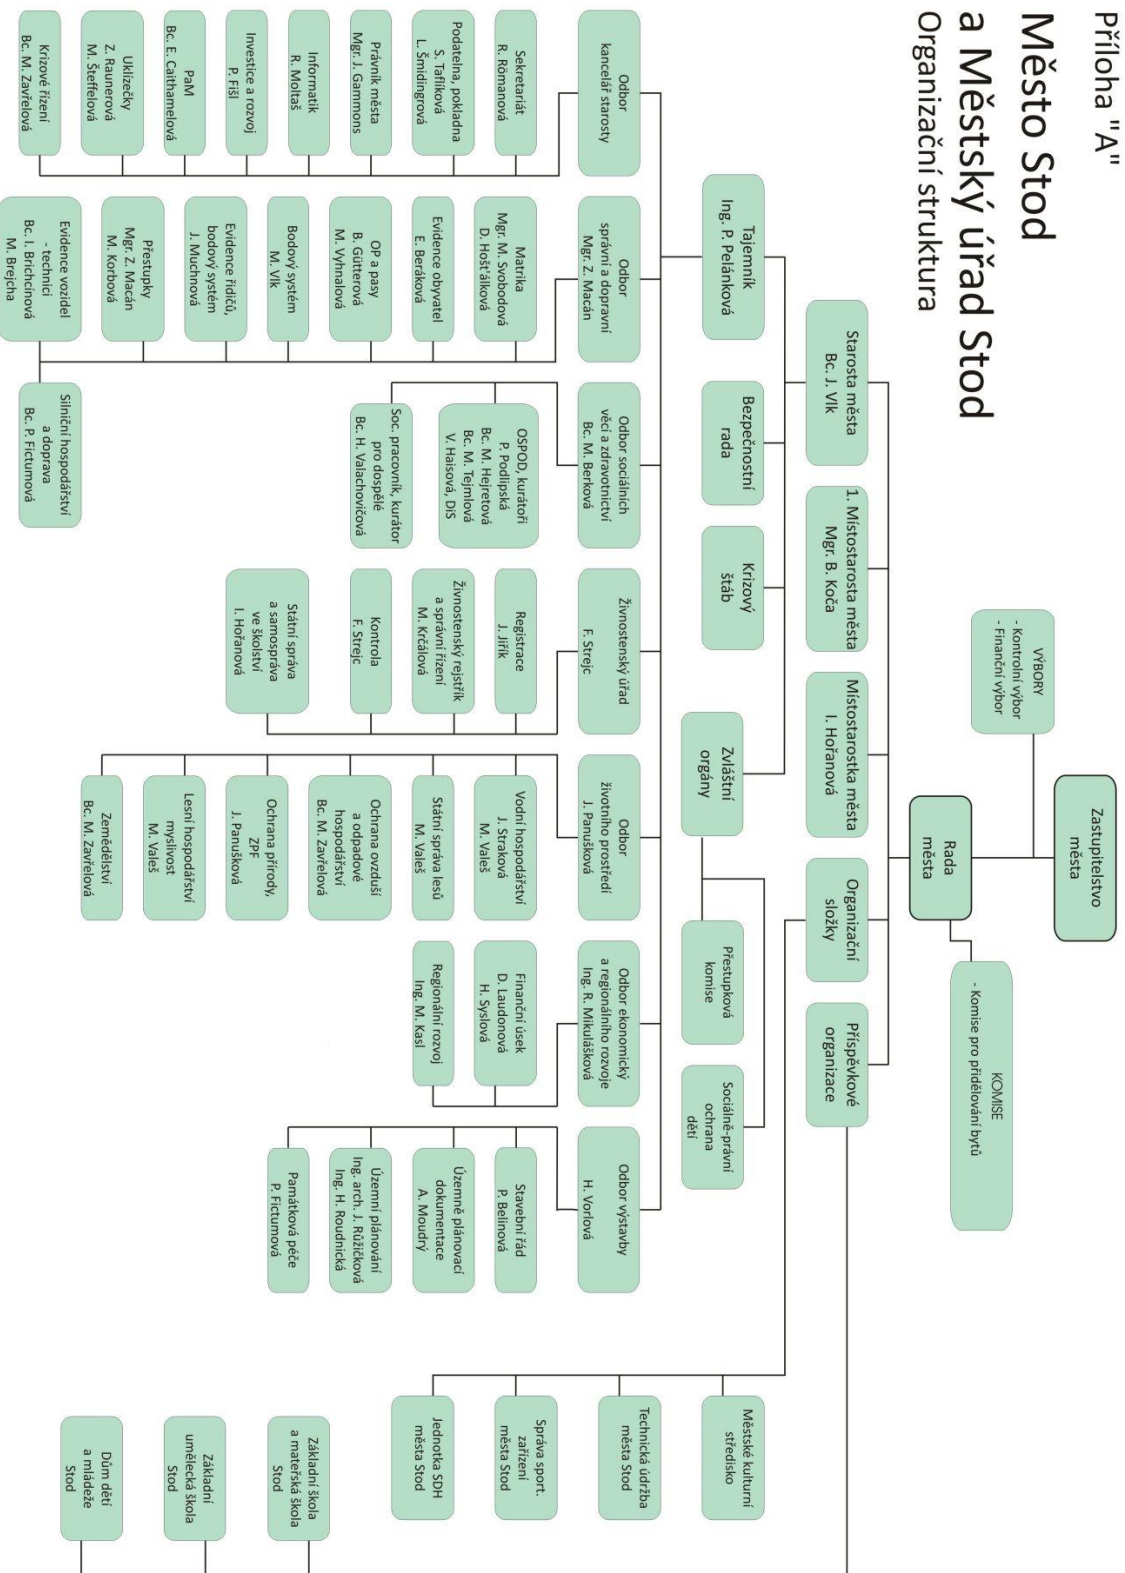 Příloha "A"
Město Stod
a Městský úřad Stod
Organizační struktura
Zastupitelstvo
města
VÝBORY
- Kontrolní výbor
- Finanční výbor
Rada
města
KOMISE
- Komise pro přidělování bytů
Starosta města
Bc. J. Vlk
1. Místostarosta města
Mgr. B. Koča
Místostarostka města
I. Hořanová
Organizační
složky
Příspěvkové
organizace
Tajemník
Ing. P. Pelánková
Bezpečnostní
rada
Krizový
štáb
Zvláštní
orgány
Přestupková
komise
Sociálně-právní
ochrana
dětí
Odbor
kancelář starosty
Sekretariát
R. Römanová
Podatelna, pokladna
S. Taflíková
L. Šmidingrová
Právník města
Mgr. J. Gammons
Informatik
R. Moltaš
Investice a rozvoj
P. Fišl
PaM
Bc. E. Caithamelová
Uklízečky
Z. Raunerová
M. Šteffelová
Krizové řízení
Bc. M. Zavřelová
Odbor
správní a dopravní
Mgr. Z. Macán
Matrika
Mgr. M. Svobodová
D. Hošťálková
Evidence obyvatel
E. Beráková
OP a pasy
B. Gütterová
M. Vyhnalová
Bodový systém
M. Vlk
Evidence řidičů,
bodový systém
J. Muchnová
Přestupky
Mgr. Z. Macán
M. Korbová
Evidence vozidel
- technici
Bc. I. Brichcínová
M. Brejcha
Silniční hospodářství
a doprava
Bc. P. Fictumová
Odbor sociálních
věcí a zdravotnictví
Bc. M. Berková
OSPOD, kurátoři
P. Podlipská
Bc. M. Hejretová
Bc. M. Tejmlová
V. Haisová, DiS
Soc. pracovník, kurátor
pro dospělé
Bc. H. Valachovičová
Živnostenský úřad
F. Strejc
Registrace
J. Jiřík
Živnostenský rejstřík
a správní řízení
M. Krčálová
Kontrola
F. Strejc
Státní správa
a samospráva
ve školství
I. Hořanová
Odbor
životního prostředí
J. Panušková
Vodní hospodářství
J. Straková
M. Valeš
Státní správa lesů
M. Valeš
Ochrana ovzduší
a odpadové
hospodářství
Bc. M. Zavřelová
Ochrana přírody,
ZPF
J. Panušková
Lesní hospodářství
myslivost
M. Valeš
Zemědělství
Bc. M. Zavřelová
Odbor ekonomický
a regionálního rozvoje
Ing. R. Mikulášková
Finanční úsek
D. Laudonová
H. Syslová
Regionální rozvoj
Ing. M. Kasl
Odbor výstavby
H. Vorlová
Stavební řád
P. Belinová
Územně plánovací
dokumentace
A. Moudrý
Územní plánování
Ing. arch. J. Růžičková
Ing. H. Roudnická
Památková péče
P. Fictumová
Městské kulturní
středisko
Technická údržba
města Stod
Správa sport.
zařízení
města Stod
Jednotka SDH
města Stod
Základní škola
a mateřská škola
Stod
Základní
umělecká škola
Stod
Dům dětí
a mládeže
Stod